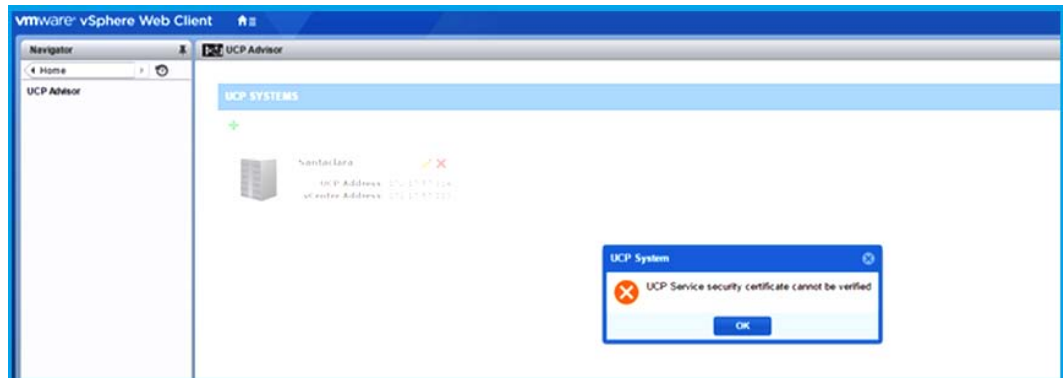 vmware vSphere Web Client
Navigator
UCP Advisor
Home
UCP Advisor
UCP SYSTEMS
Santaclara
UCP Address
vCenter Address
UCP System
UCP Service security certificate cannot be verified
OK